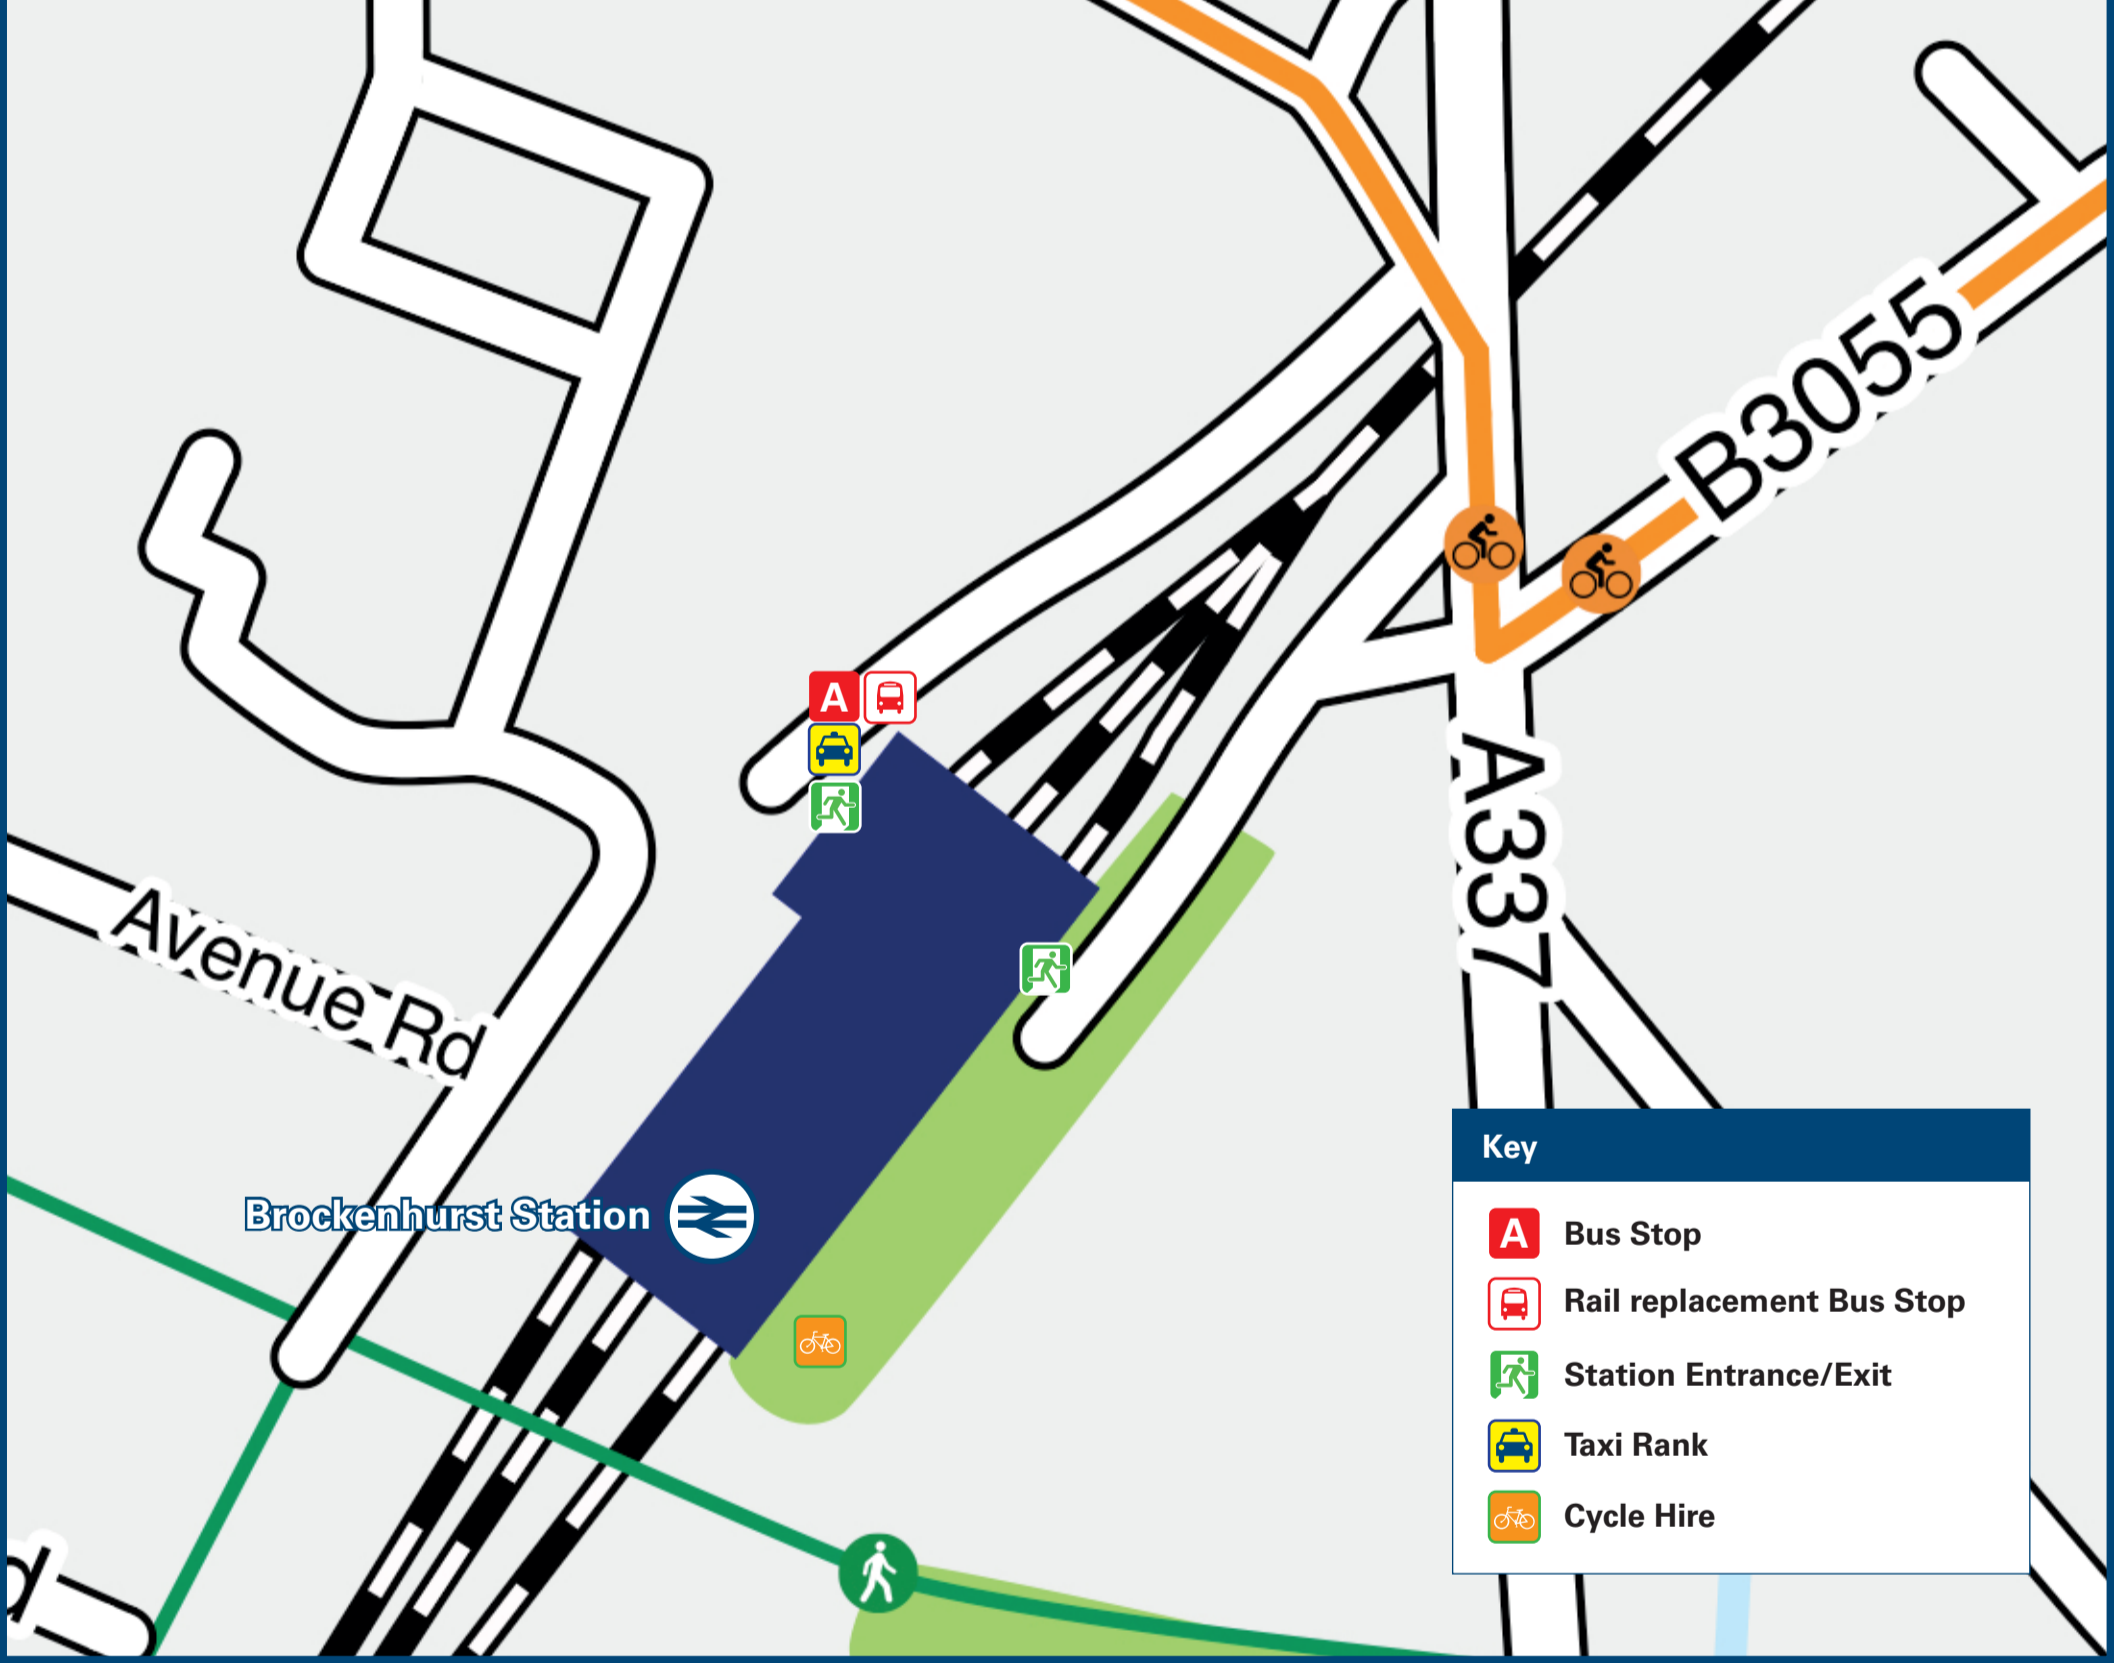 B3055
A
A337
Avenue Rd
Brockenhurst Station
Key
A Bus Stop
Rail replacement Bus Stop
Station Entrance/Exit
Taxi Rank
Cycle Hire